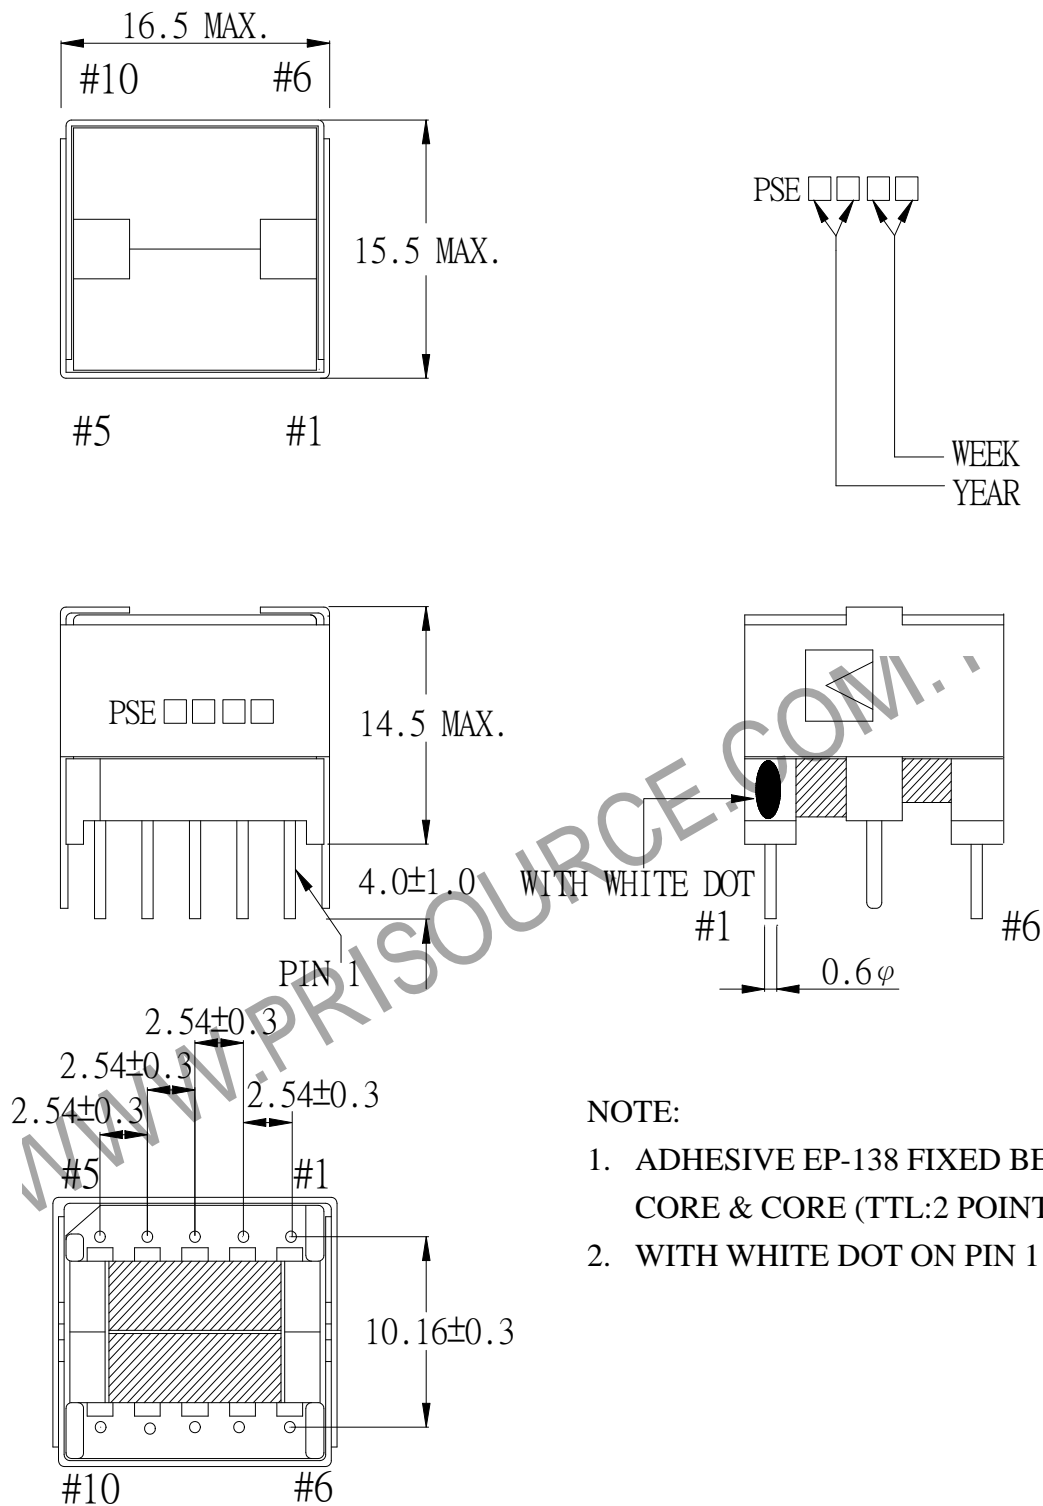 16.5 MAX.
#10 #6
15.5 MAX.
#5 #1
PSE□□□□
WEEK
YEAR
PSE□□□□
14.5 MAX.
4.0±1.0
PIN 1
WITH WHITE DOT
#1 #6
0.6φ
2.54±0.3
2.54±0.3
2.54±0.3
2.54±0.3
#5 #1
10.16±0.3
#10 #6
NOTE:
1. ADHESIVE EP-138 FIXED
CORE & CORE (TTL:2
2. WITH WHITE DOT ON PIN 1
WWW.PRISOURCE.COM.